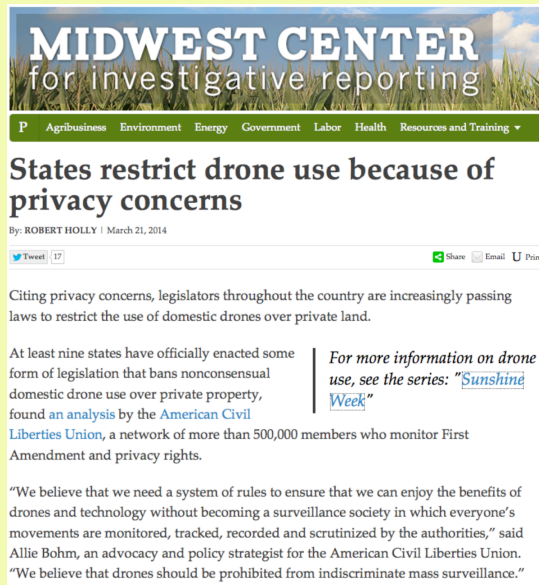 MIDWEST CENTER
for investigative reporting
P Agribusiness Environment Energy Government Labor Health Resources and Training
States restrict drone use because of
privacy concerns
By: ROBERT HOLLY | March 21, 2014
Tweet 17 Share Email Prin
Citing privacy concerns, legislators throughout the country are increasingly passing
laws to restrict the use of domestic drones over private land.
At least nine states have officially enacted some
form of legislation that bans nonconsensual
domestic drone use over private property,
found an analysis by the American Civil
Liberties Union, a network of more than 500,000 members who monitor First
Amendment and privacy rights.
For more information on drone
use, see the series: "Sunshine
Week"
“We believe that we need a system of rules to ensure that we can enjoy the benefits of
drones and technology without becoming a surveillance society in which everyone’s
movements are monitored, tracked, recorded and scrutinized by the authorities,” said
Allie Bohm, an advocacy and policy strategist for the American Civil Liberties Union.
“We believe that drones should be prohibited from indiscriminate mass surveillance.”